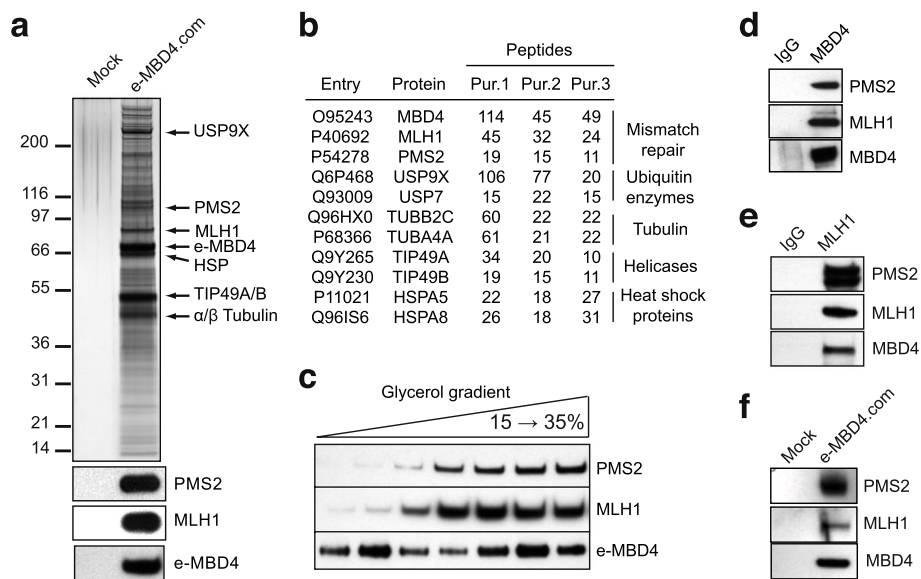 a
Mock
e-MBD4.com
200
116
97
66
55
36
31
21
14
USP9X
PMS2
MLH1
e-MBD4
HSP
TIP49A/B
α/β Tubulin
PMS2
MLH1
e-MBD4
b
Peptides
Entry Protein Pur.1 Pur.2 Pur.3
O95243 MBD4 114 45 49
P40692 MLH1 45 32 24
P54278 PMS2 19 15 11
Mismatch
repair
Q6P468 USP9X 106 77 20
Q93009 USP7 15 22 15
Ubiquitin
enzymes
Q96HX0 TUBB2C 60 22 22
P68366 TUBA4A 61 21 22
Tubulin
Q9Y265 TIP49A 34 20 10
Q9Y230 TIP49B 19 15 11
Helicases
P11021 HSPA5 22 18 27
Q96IS6 HSPA8 26 18 31
Heat shock
proteins
c
Glycerol gradient
15 → 35%
PMS2
MLH1
e-MBD4
d
IgG
MBD4
PMS2
MLH1
MBD4
e
IgG
MLH1
PMS2
MLH1
MBD4
f
Mock
e-MBD4.com
PMS2
MLH1
MBD4